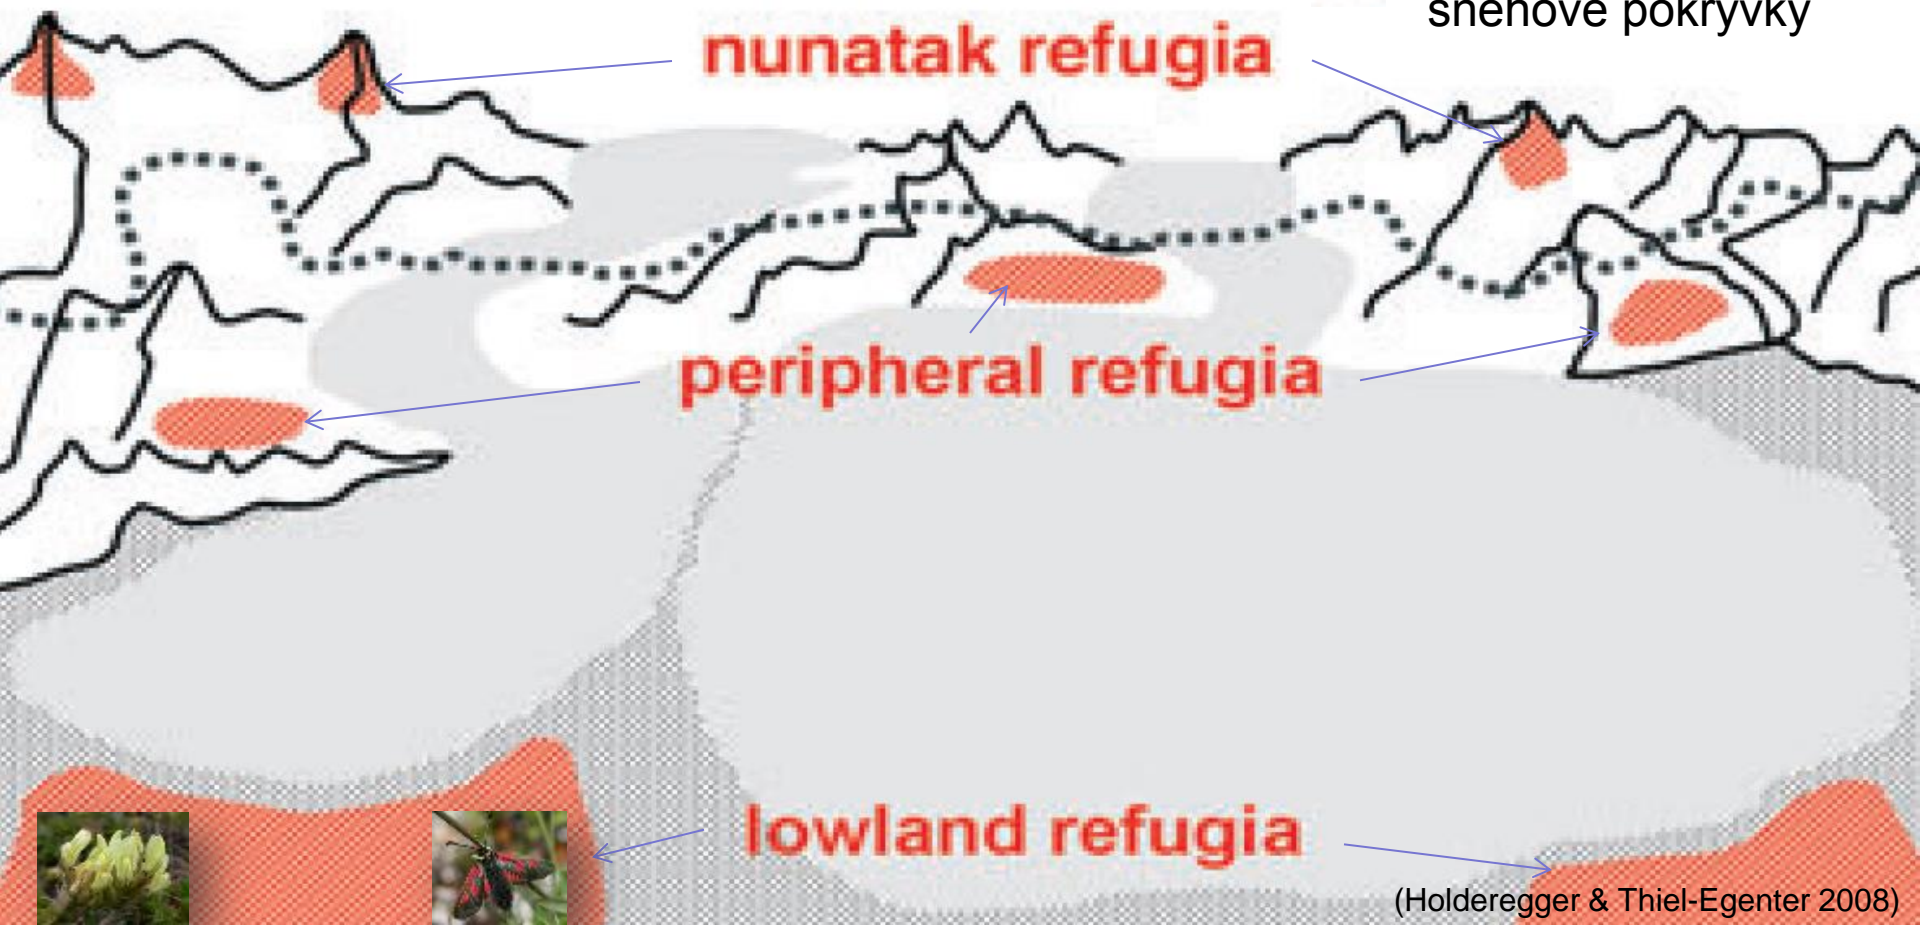 sněhové pokrývky
nunatak refugia
peripheral refugia
lowland refugia
(Holderegger & Thiel-Egenter 2008)